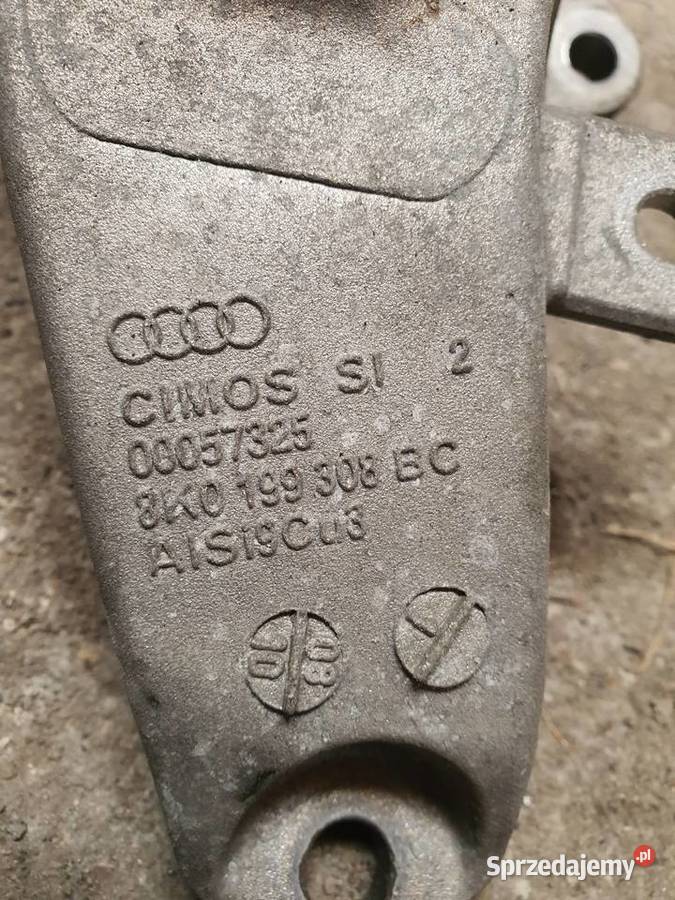 CIMOS SI 2
00057325
8K0 199 308 BC
AlSi9Cu3
Sprzedajemy.pl